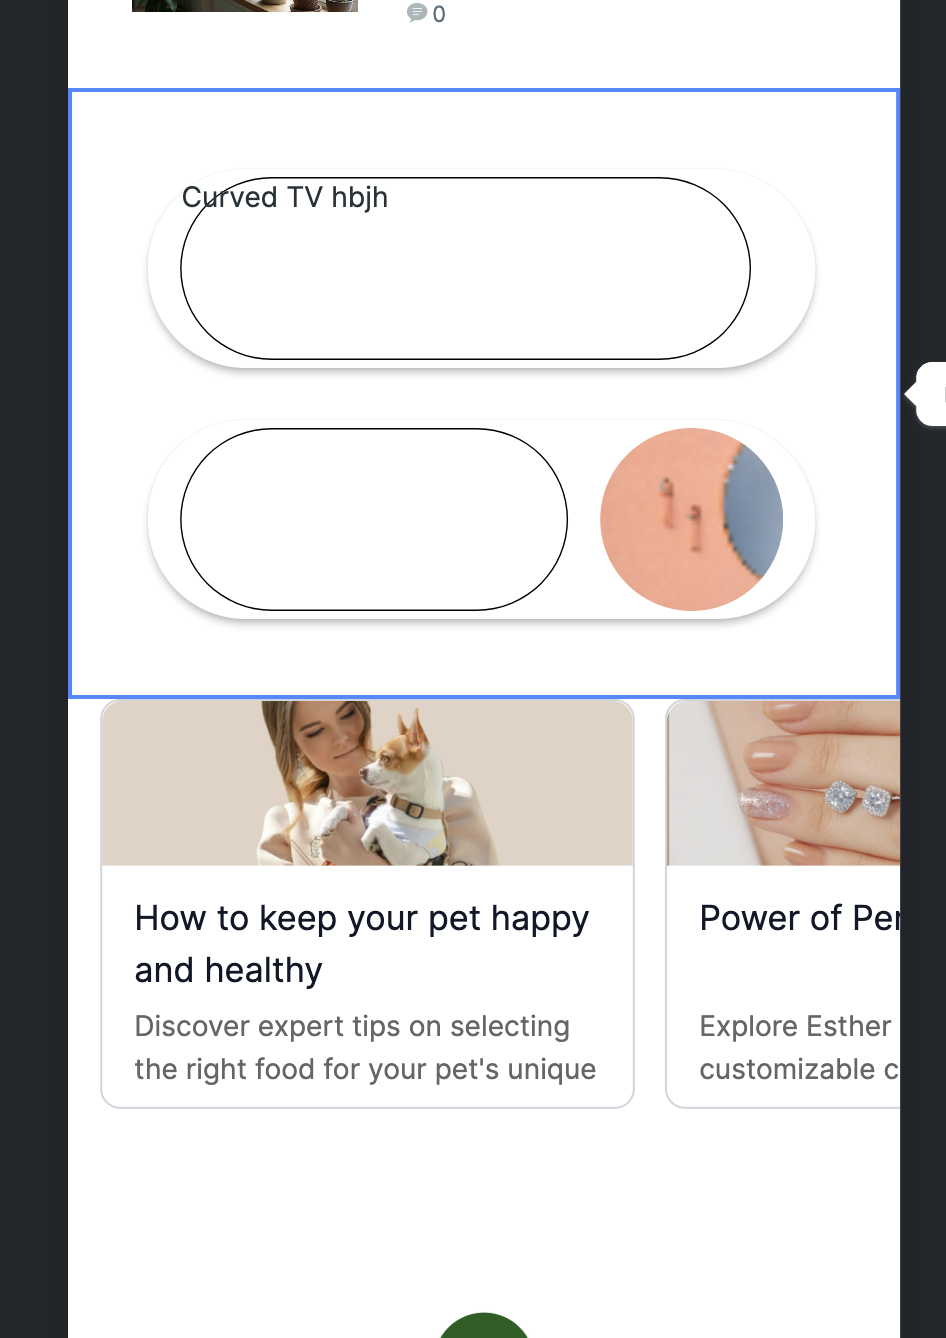 0
Curved TV hbjh
How to keep your pet happy
and healthy
Discover expert tips on selecting
the right food for your pet's unique
Power of Per
Explore Esther
customizable c